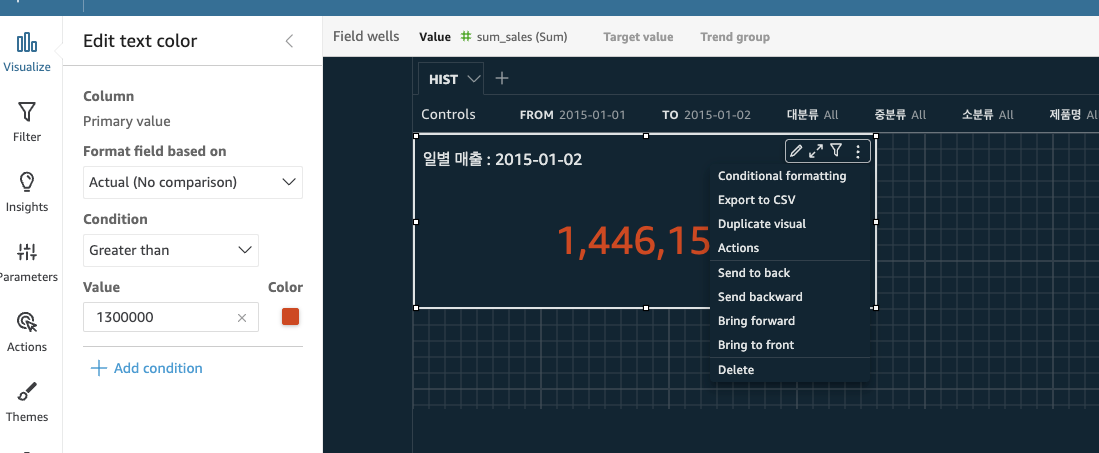 Visualize
Filter
Insights
Parameters
Actions
Themes
Edit text color
Column
Primary value
Format field based on
Actual (No comparison)
Condition
Greater than
Value Color
1300000
Add condition
Field wells Value sum_sales (Sum) Target value Trend group
HIST
Controls FROM 2015-01-01 TO 2015-01-02 대분류 All 중분류 All 소분류 All 제품명
일별 매출 : 2015-01-02
1,446,15
Conditional formatting
Export to CSV
Duplicate visual
Actions
Send to back
Send backward
Bring forward
Bring to front
Delete